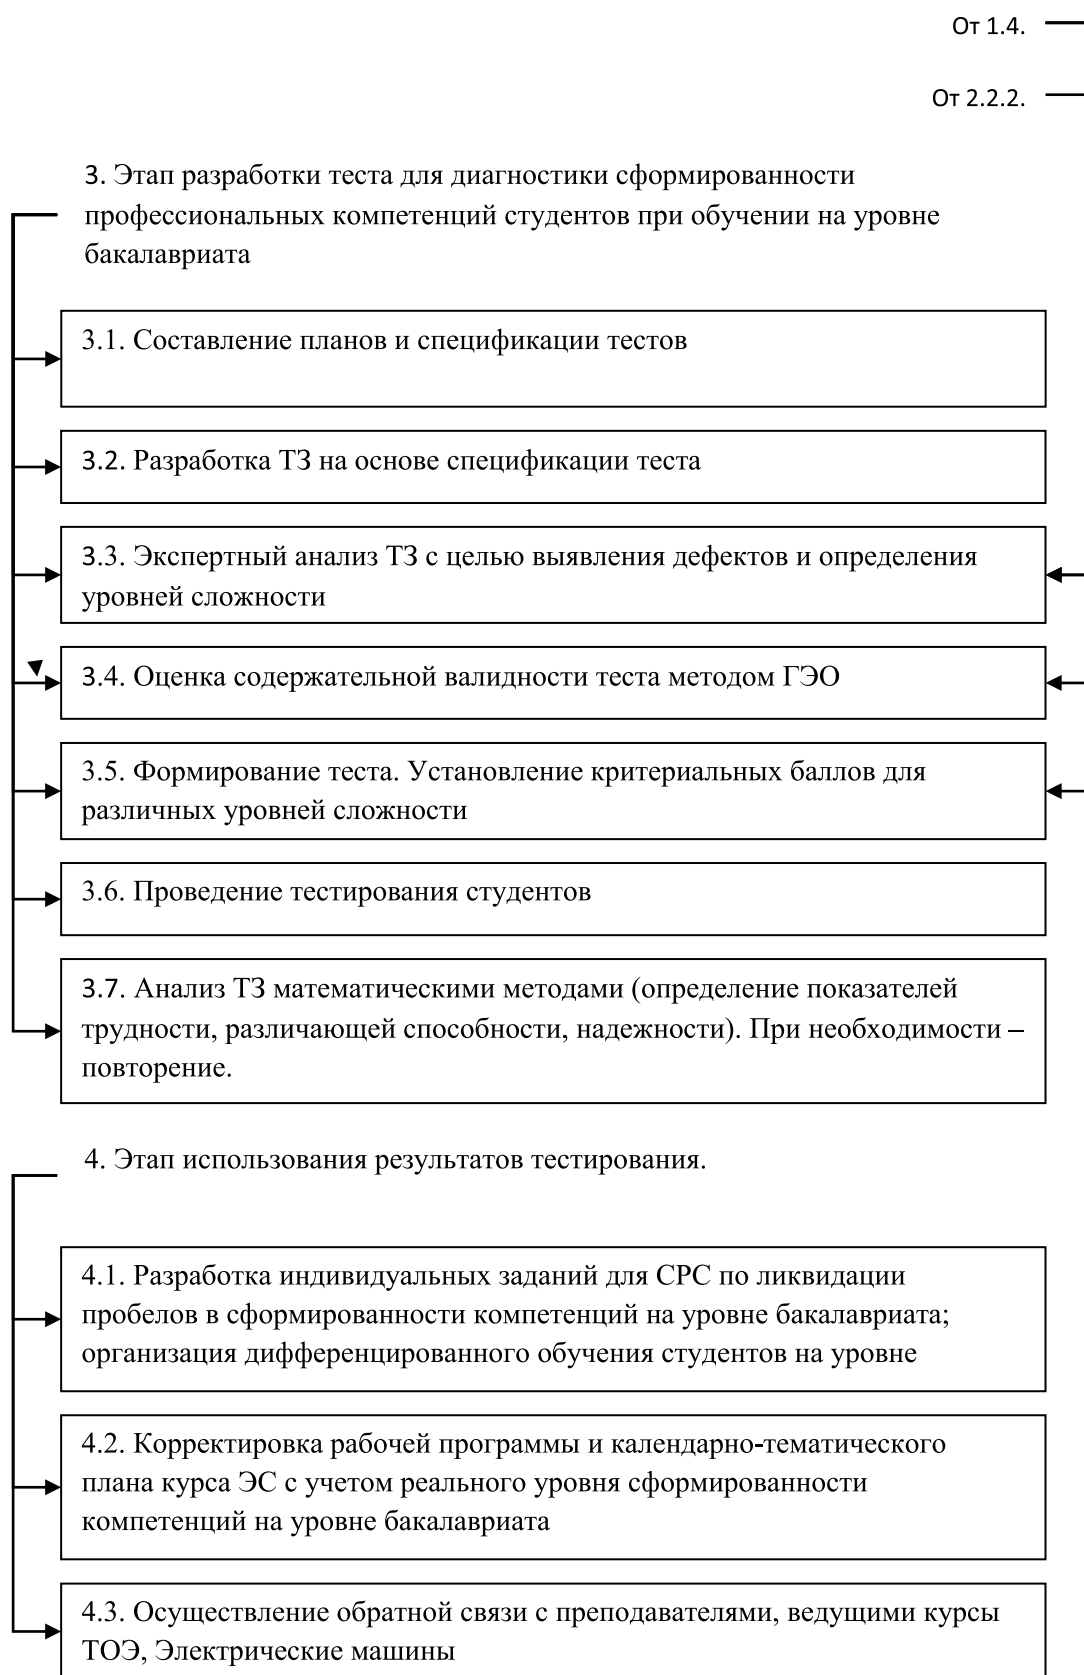 От 1.4.
От 2.2.2.
3. Этап разработки теста для диагностики сформированности
профессиональных компетенций студентов при обучении на уровне
бакалавриата
3.1. Составление планов и спецификации тестов
3.2. Разработка ТЗ на основе спецификации теста
3.3. Экспертный анализ ТЗ с целью выявления дефектов и определения
уровней сложности
3.4. Оценка содержательной валидности теста методом ГЭО
3.5. Формирование теста. Установление критериальных баллов для
различных уровней сложности
3.6. Проведение тестирования студентов
3.7. Анализ ТЗ математическими методами (определение показателей
трудности, различающей способности, надежности). При необходимости –
повторение.
4. Этап использования результатов тестирования.
4.1. Разработка индивидуальных заданий для СРС по ликвидации
пробелов в сформированности компетенций на уровне бакалавриата;
организация дифференцированного обучения студентов на уровне
4.2. Корректировка рабочей программы и календарно-тематического
плана курса ЭС с учетом реального уровня сформированности
компетенций на уровне бакалавриата
4.3. Осуществление обратной связи с преподавателями, ведущими курсы
ТОЭ, Электрические машины